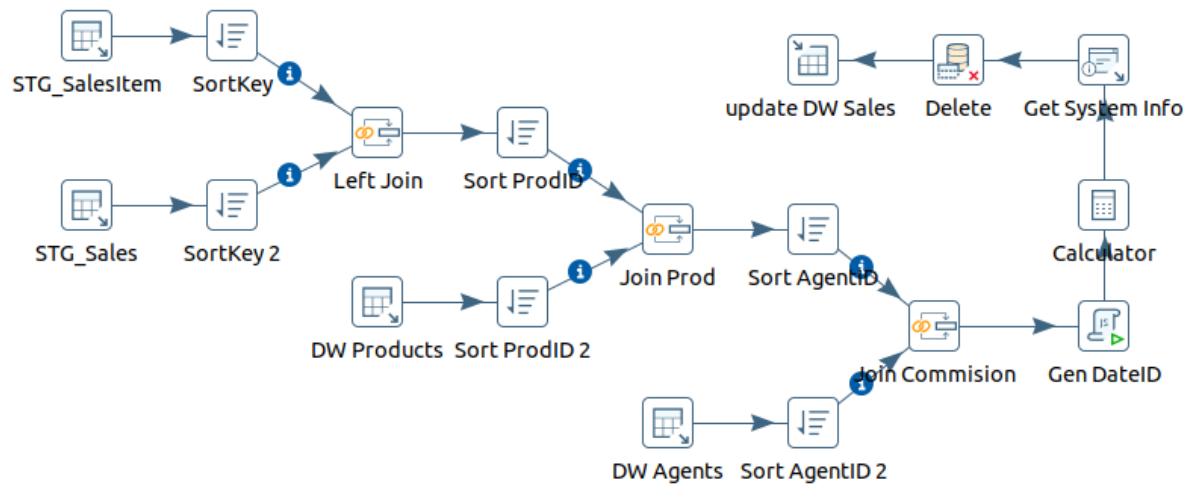 STG_SalesItem
SortKey
update DW Sales
Delete
Get System Info
Left Join
Sort ProdID
STG_Sales
SortKey 2
Join Prod
Sort AgentID
Calculator
DW Products
Sort ProdID 2
Join Commision
Gen DateID
DW Agents
Sort AgentID 2